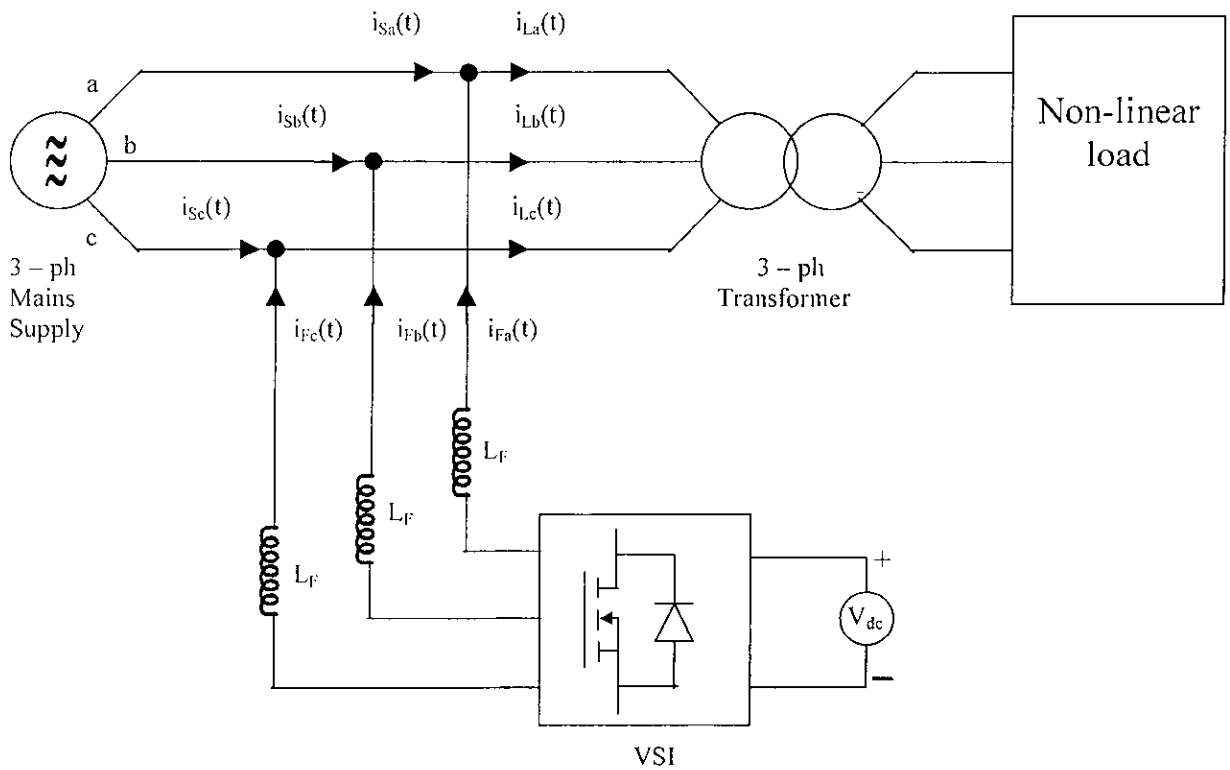 i_Sa(t)
i_La(t)
a
i_Sb(t)
i_Lb(t)
b
i_Sc(t)
i_Lc(t)
c
Non-linear
load
3 – ph
Mains
Supply
3 – ph
Transformer
i_Fc(t)
i_Fb(t)
i_Fa(t)
L_F
L_F
L_F
+
V_dc
–
VSI